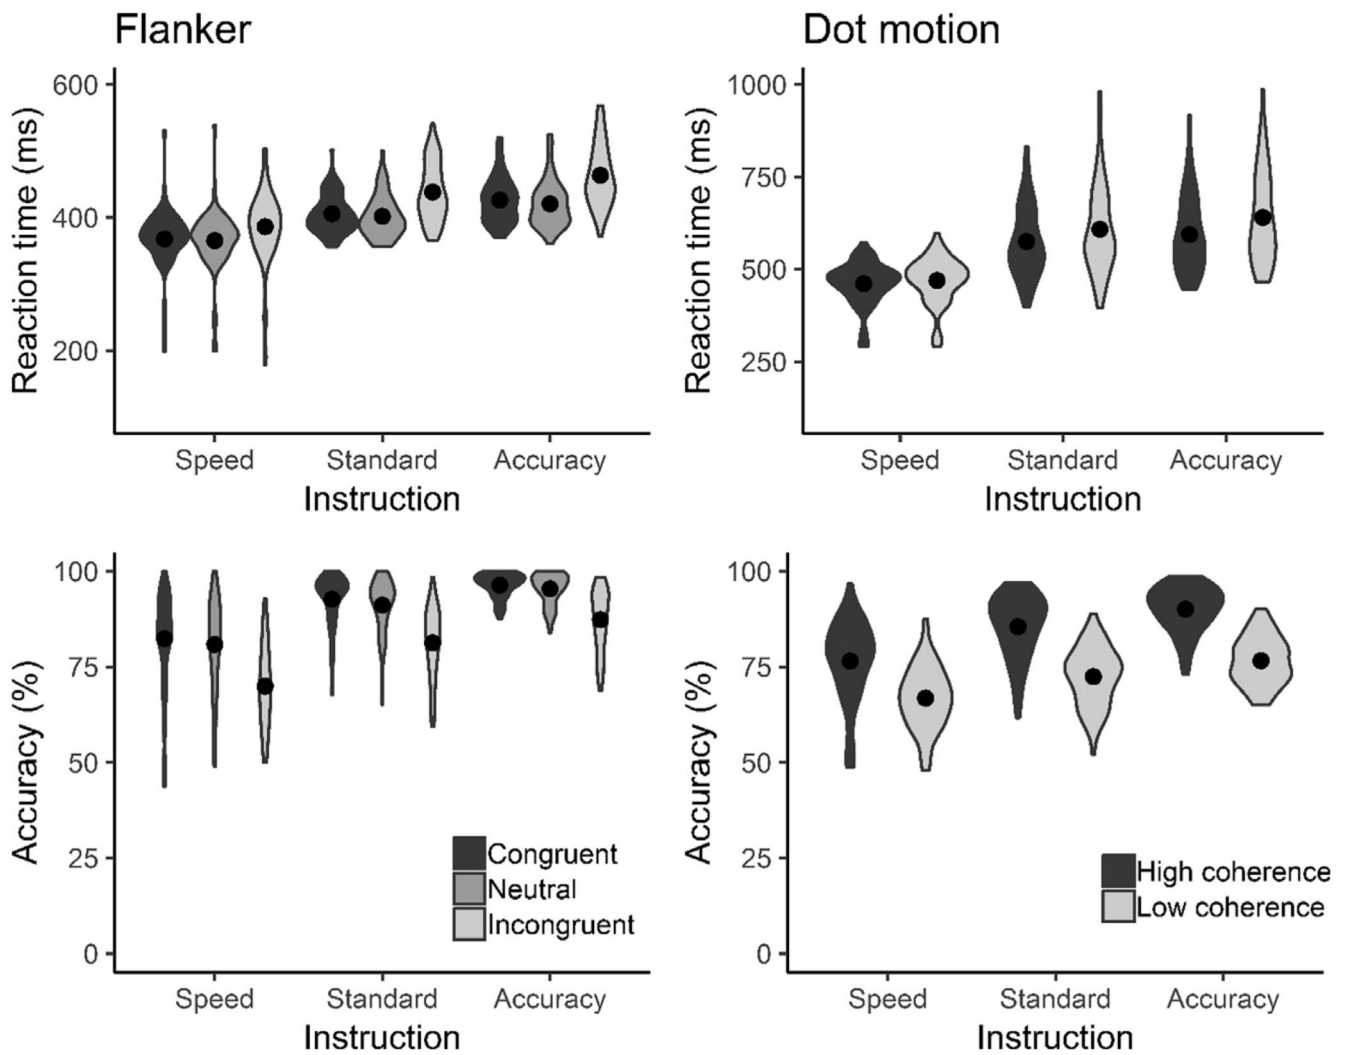 Flanker
Reaction time (ms)
600
400
200
Speed Standard Accuracy
Instruction
Dot motion
Reaction time (ms)
1000
750
500
250
Speed Standard Accuracy
Instruction
Accuracy (%)
100
75
50
25
0
Congruent
Neutral
Incongruent
Speed Standard Accuracy
Instruction
Accuracy (%)
100
75
50
25
0
High coherence
Low coherence
Speed Standard Accuracy
Instruction